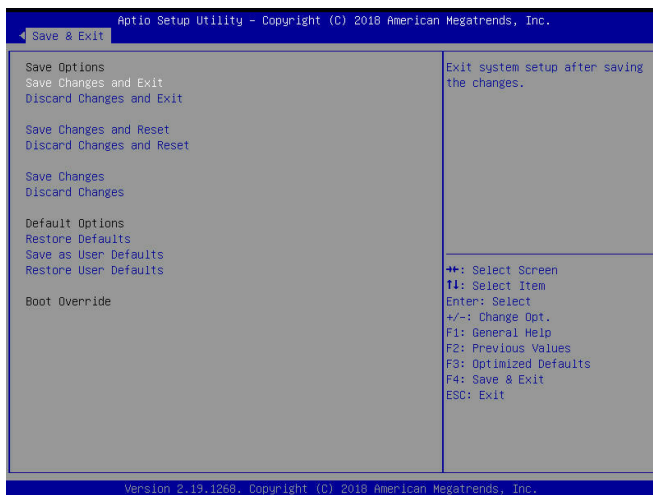 Aptio Setup Utility – Copyright (C) 2018 American Megatrends, Inc.
Save & Exit
Save Options
Save Changes and Exit
Discard Changes and Exit
Save Changes and Reset
Discard Changes and Reset
Save Changes
Discard Changes
Default Options
Restore Defaults
Save as User Defaults
Restore User Defaults
Boot Override
Exit system setup after saving
the changes.
→←: Select Screen
↑↓: Select Item
Enter: Select
+/-: Change Opt.
F1: General Help
F2: Previous Values
F3: Optimized Defaults
F4: Save & Exit
ESC: Exit
Version 2.19.1268. Copyright (C) 2018 American Megatrends, Inc.